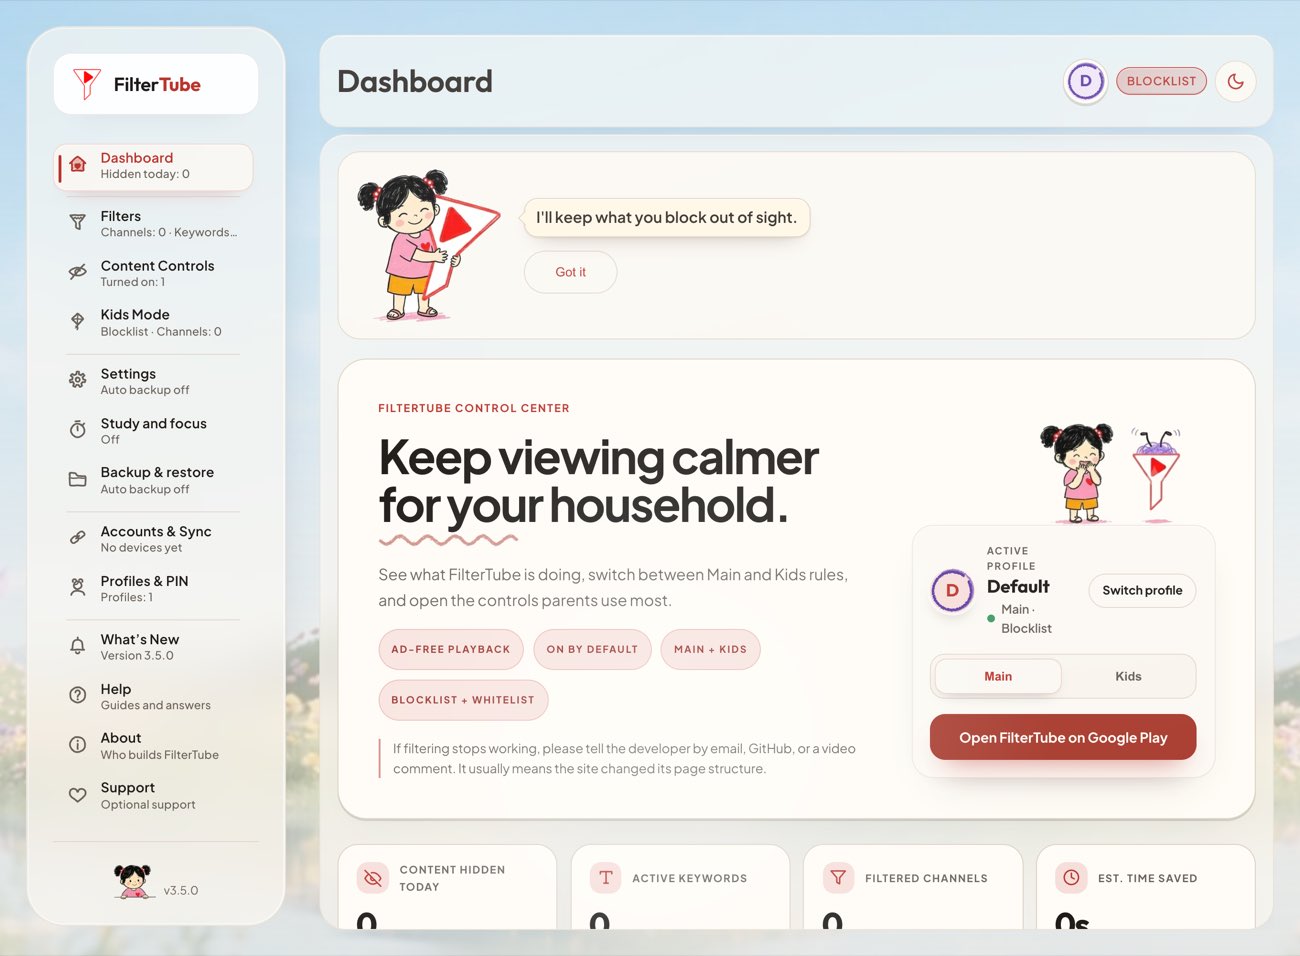 FilterTube
Dashboard
Hidden today: 0
Filters
Channels: 0 · Keywords…
Content Controls
Turned on: 1
Kids Mode
Blocklist · Channels: 0
Settings
Auto backup off
Study and focus
Off
Backup & restore
Auto backup off
Accounts & Sync
No devices yet
Profiles & PIN
Profiles: 1
What's New
Version 3.5.0
Help
Guides and answers
About
Who builds FilterTube
Support
Optional support
v3.5.0
Dashboard
D
BLOCKLIST
I'll keep what you block out of sight.
Got it
FILTERTUBE CONTROL CENTER
Keep viewing calmer
for your household.
See what FilterTube is doing, switch between Main and Kids rules,
and open the controls parents use most.
AD-FREE PLAYBACK
ON BY DEFAULT
MAIN + KIDS
BLOCKLIST + WHITELIST
If filtering stops working, please tell the developer by email, GitHub, or a video
comment. It usually means the site changed its page structure.
ACTIVE
PROFILE
D
Default
Main ·
Blocklist
Switch profile
Main
Kids
Open FilterTube on Google Play
CONTENT HIDDEN
TODAY
0
ACTIVE KEYWORDS
0
FILTERED CHANNELS
0
EST. TIME SAVED
0s